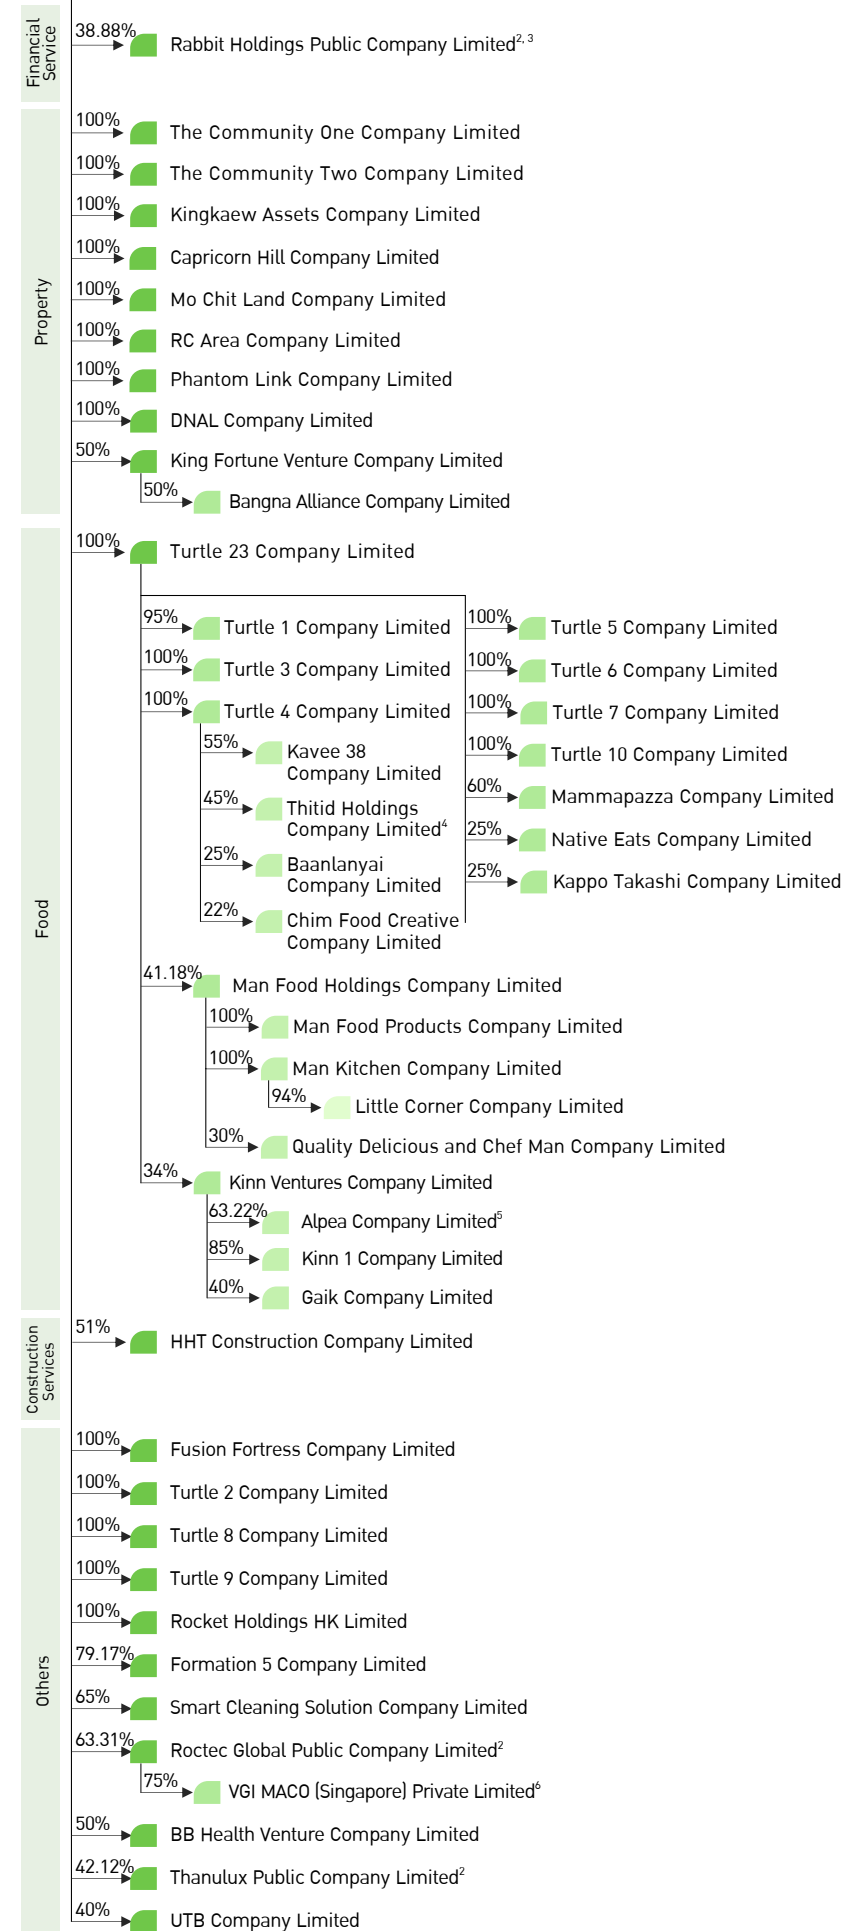 Financial
Service
38.88%
Rabbit Holdings Public Company Limited2, 3
Property
100%
The Community One Company Limited
100%
The Community Two Company Limited
100%
Kingkaew Assets Company Limited
100%
Capricorn Hill Company Limited
100%
Mo Chit Land Company Limited
100%
RC Area Company Limited
100%
Phantom Link Company Limited
100%
DNAL Company Limited
50%
King Fortune Venture Company Limited
50%
Bangna Alliance Company Limited
Food
100%
Turtle 23 Company Limited
95%
Turtle 1 Company Limited
100%
Turtle 3 Company Limited
100%
Turtle 4 Company Limited
55%
Kavee 38
Company Limited
45%
Thitid Holdings
Company Limited4
25%
Baanlanyai
Company Limited
22%
Chim Food Creative
Company Limited
100%
Turtle 5 Company Limited
100%
Turtle 6 Company Limited
100%
Turtle 7 Company Limited
100%
Turtle 10 Company Limited
60%
Mammapazza Company Limited
25%
Native Eats Company Limited
25%
Kappo Takashi Company Limited
41.18%
Man Food Holdings Company Limited
100%
Man Food Products Company Limited
100%
Man Kitchen Company Limited
94%
Little Corner Company Limited
30%
Quality Delicious and Chef Man Company Limited
34%
Kinn Ventures Company Limited
63.22%
Alpea Company Limited5
85%
Kinn 1 Company Limited
40%
Gaik Company Limited
Construction
Services
51%
HHT Construction Company Limited
Others
100%
Fusion Fortress Company Limited
100%
Turtle 2 Company Limited
100%
Turtle 8 Company Limited
100%
Turtle 9 Company Limited
100%
Rocket Holdings HK Limited
79.17%
Formation 5 Company Limited
65%
Smart Cleaning Solution Company Limited
63.31%
Roctec Global Public Company Limited2
75%
VGI MACO (Singapore) Private Limited6
50%
BB Health Venture Company Limited
42.12%
Thanulux Public Company Limited2
40%
UTB Company Limited